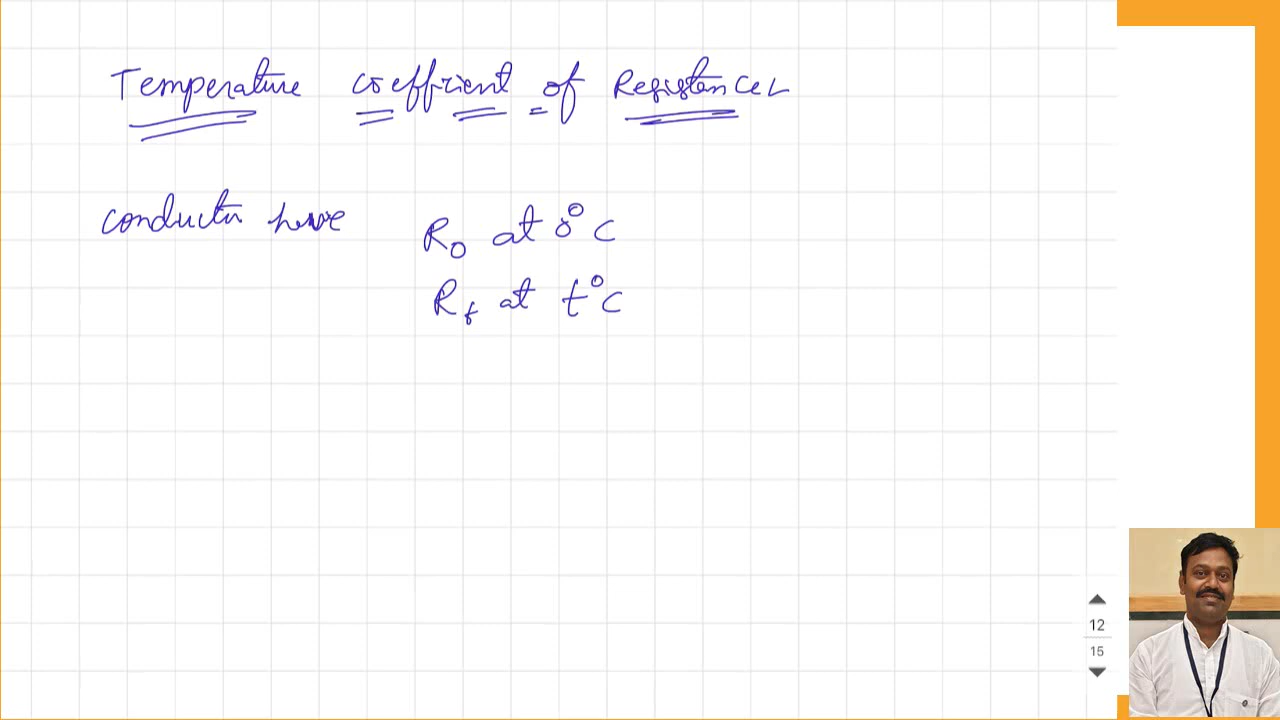 Temperature coefficient of Resistance
conductor have R₀ at 0°C
Rt at t°C
12
15